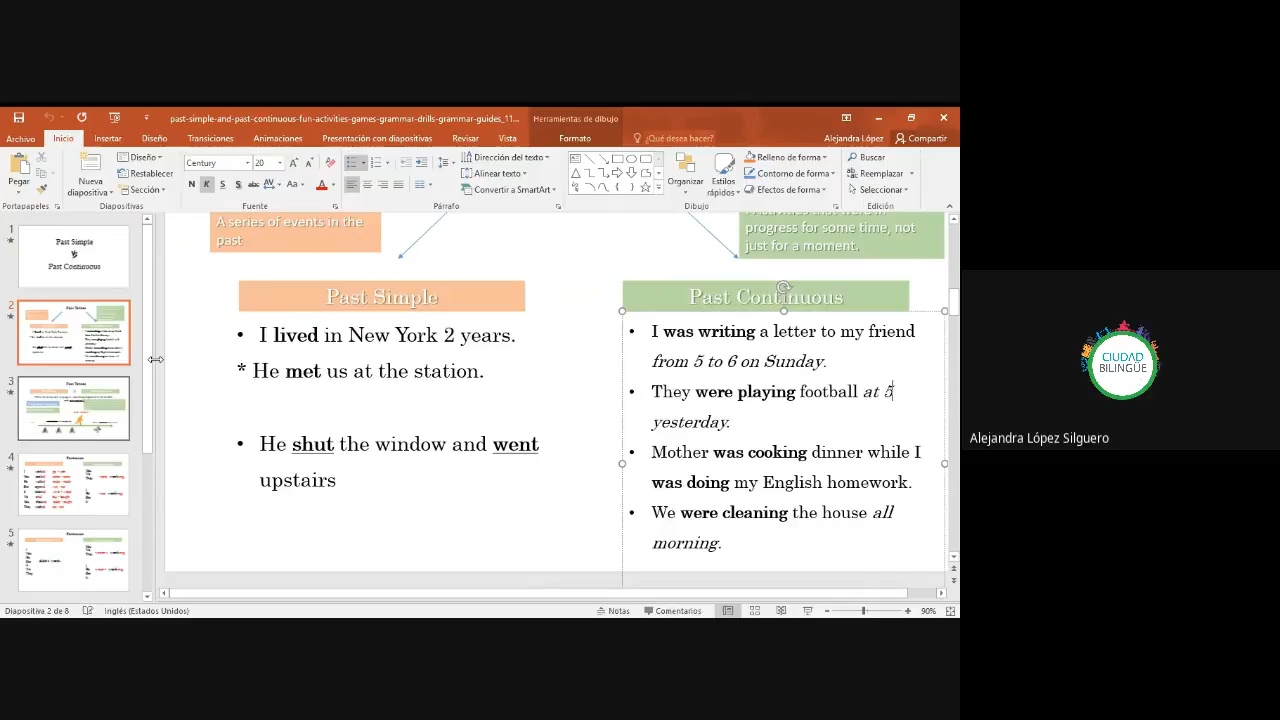 past-simple-and-past-continuous-fun-activities-games-grammar-drills-grammar-guides_11...
Herramientas de dibujo
Archivo Inicio Insertar Diseño Transiciones Animaciones Presentación con diapositivas Revisar Vista Formato ¿Qué desea hacer? Alejandra López Compartir
Pegar
Nueva diapositiva
Diseño
Restablecer
Sección
Century 20
N K S S abc AV Aa A
Dirección del texto
Alinear texto
Convertir a SmartArt
Organizar
Estilos rápidos
Relleno de forma
Contorno de forma
Efectos de forma
Buscar
Reemplazar
Seleccionar
Portapapeles Diapositivas Fuente Párrafo Dibujo Edición
1
Past Simple
Past Continuous
2
3
4
5
A series of events in the
past
progress for some time, not
just for a moment.
Past Simple
• I lived in New York 2 years.
* He met us at the station.
• He shut the window and went
upstairs
Past Continuous
• I was writing a letter to my friend
from 5 to 6 on Sunday.
• They were playing football at 5
yesterday.
• Mother was cooking dinner while I
was doing my English homework.
• We were cleaning the house all
morning.
Diapositiva 2 de 8 Inglés (Estados Unidos) Notas Comentarios 90%
CIUDAD
BILINGÜE
Alejandra López Silguero